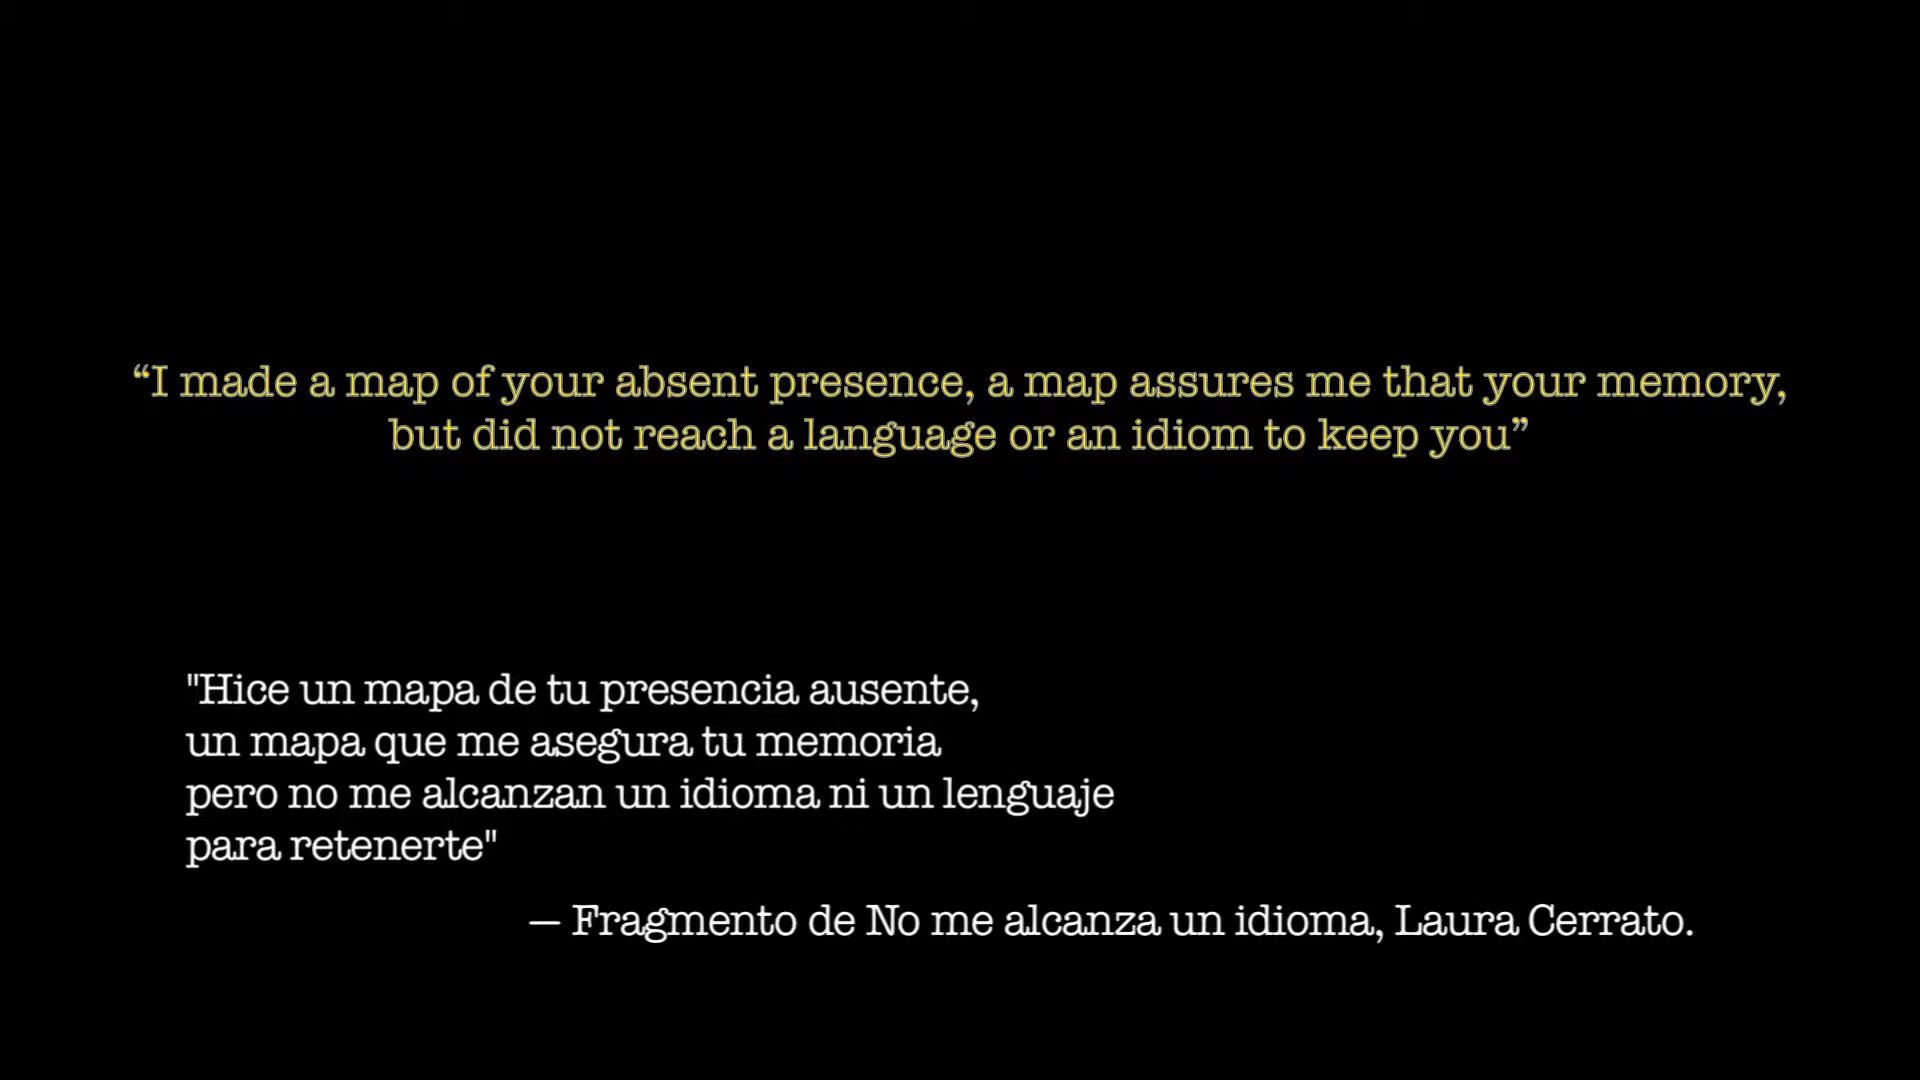 “I made a map of your absent presence, a map assures me that your memory,
but did not reach a language or an idiom to keep you”
"Hice un mapa de tu presencia ausente,
un mapa que me asegura tu memoria
pero no me alcanzan un idioma ni un lenguaje
para retenerte"
— Fragmento de No me alcanza un idioma, Laura Cerrato.